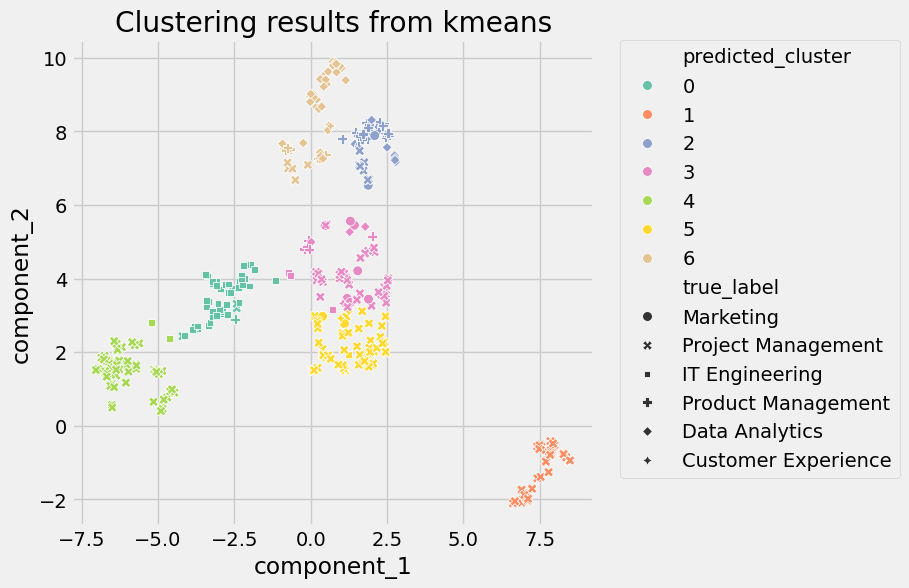 Clustering results from kmeans
10
8
6
4
2
0
−2
component_2
−7.5 −5.0 −2.5 0.0 2.5 5.0 7.5
component_1
predicted_cluster
0
1
2
3
4
5
6
true_label
Marketing
Project Management
IT Engineering
Product Management
Data Analytics
Customer Experience